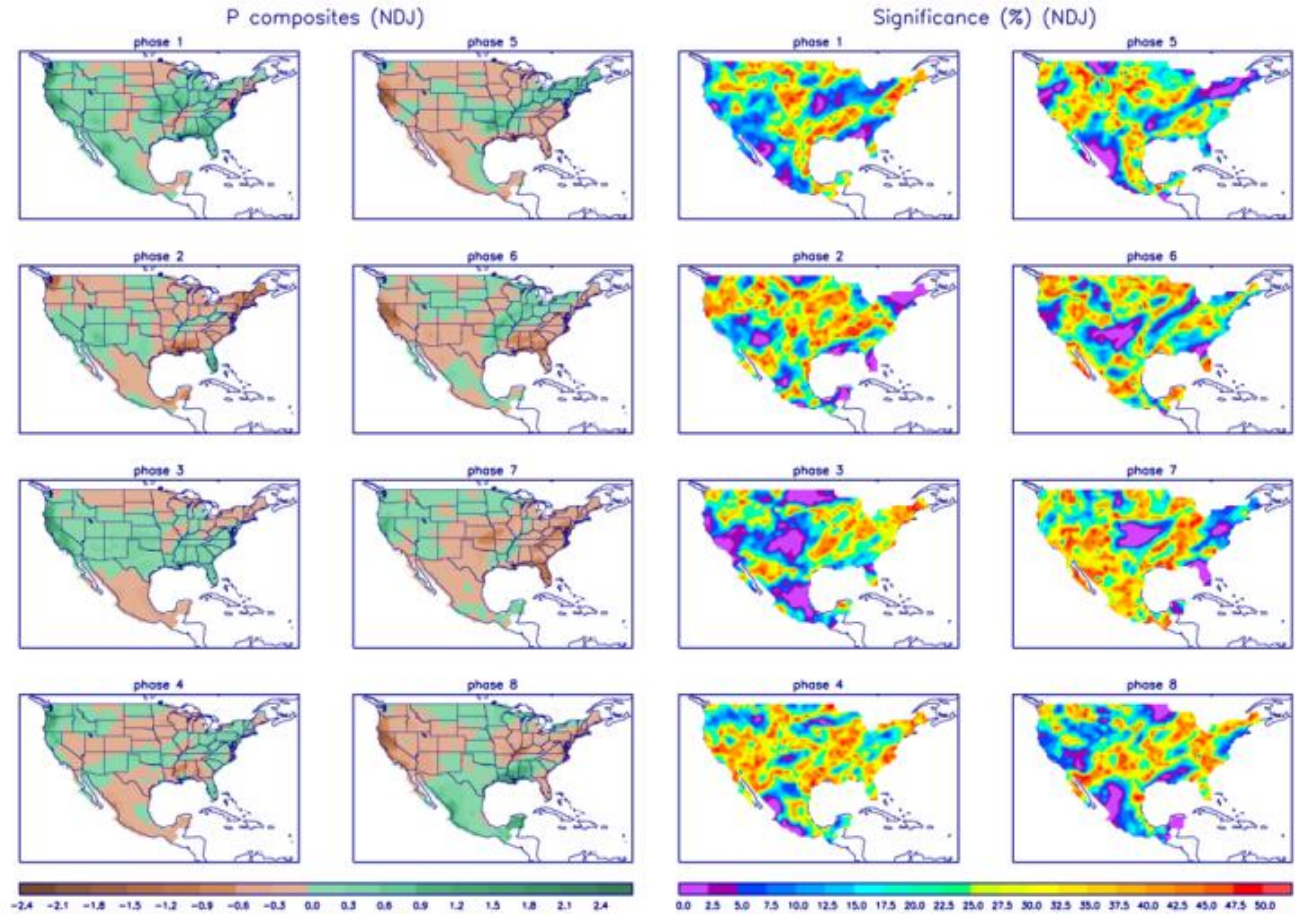 P composites (NDJ)
Significance (%) (NDJ)
phase 1
phase 5
phase 1
phase 5
phase 2
phase 6
phase 2
phase 6
phase 3
phase 7
phase 3
phase 7
phase 4
phase 8
phase 4
phase 8
-2.4 -2.1 -1.8 -1.5 -1.2 -0.9 -0.6 -0.3 0.0 0.3 0.6 0.9 1.2 1.5 1.8 2.1 2.4
0.0 2.5 5.0 7.5 10.0 12.5 15.0 17.5 20.0 22.5 25.0 27.5 30.0 32.5 35.0 37.5 40.0 42.5 45.0 47.5 50.0